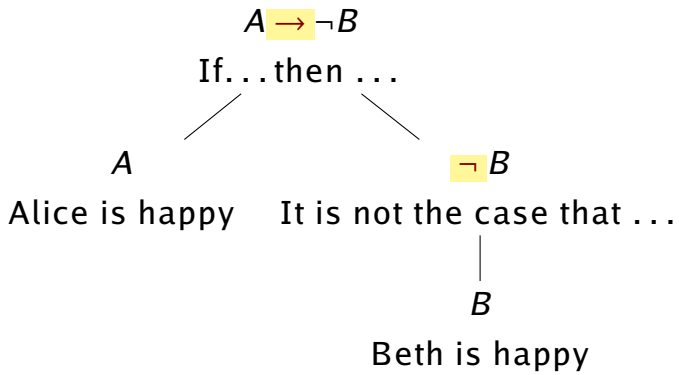 A → ¬B
If. . . then . . .
A ¬B
Alice is happy It is not the case that . . .
B
Beth is happy